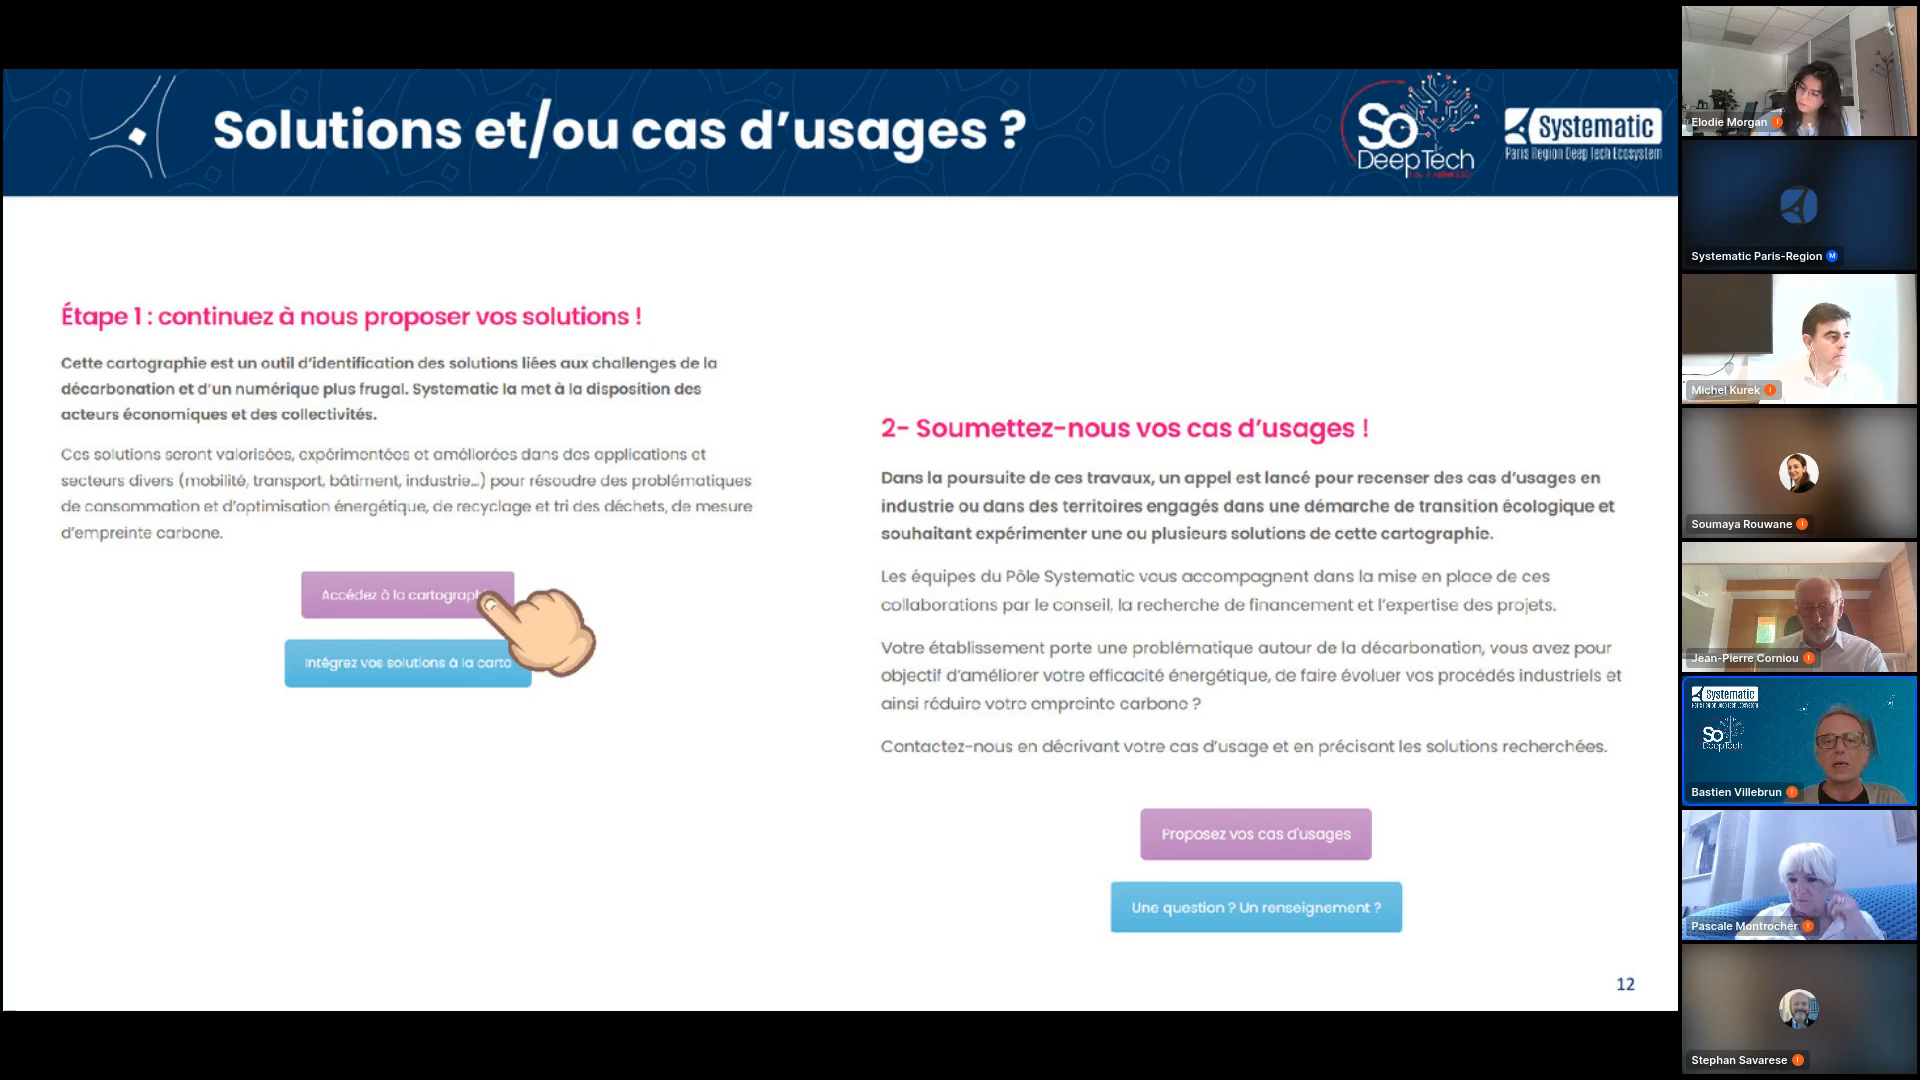 Solutions et/ou cas d'usages ?
So
DeepTech
Systematic
Paris Region Deep Tech Ecosystem
Étape 1 : continuez à nous proposer vos solutions !
Cette cartographie est un outil d'identification des solutions liées aux challenges de la
décarbonation et d'un numérique plus frugal. Systematic la met à la disposition des
acteurs économiques et des collectivités.
Ces solutions seront valorisées, expérimentées et améliorées dans des applications et
secteurs divers (mobilité, transport, bâtiment, industrie...) pour résoudre des problématiques
de consommation et d'optimisation énergétique, de recyclage et tri des déchets, de mesure
d'empreinte carbone.
Accédez à la cartograph
Intégrez vos solutions à la carto
2- Soumettez-nous vos cas d'usages !
Dans la poursuite de ces travaux, un appel est lancé pour recenser des cas d'usages en
industrie ou dans des territoires engagés dans une démarche de transition écologique et
souhaitant expérimenter une ou plusieurs solutions de cette cartographie.
Les équipes du Pôle Systematic vous accompagnent dans la mise en place de ces
collaborations par le conseil, la recherche de financement et l'expertise des projets.
Votre établissement porte une problématique autour de la décarbonation, vous avez pour
objectif d'améliorer votre efficacité énergétique, de faire évoluer vos procédés industriels et
ainsi réduire votre empreinte carbone ?
Contactez-nous en décrivant votre cas d'usage et en précisant les solutions recherchées.
Proposez vos cas d'usages
Une question ? Un renseignement ?
12
Elodie Morgan
Systematic Paris-Region M
Michel Kurek
Soumaya Rouwane
Jean-Pierre Corniou
Systematic
So
DeepTech
Bastien Villebrun
Pascale Montrocher
Stephan Savarese